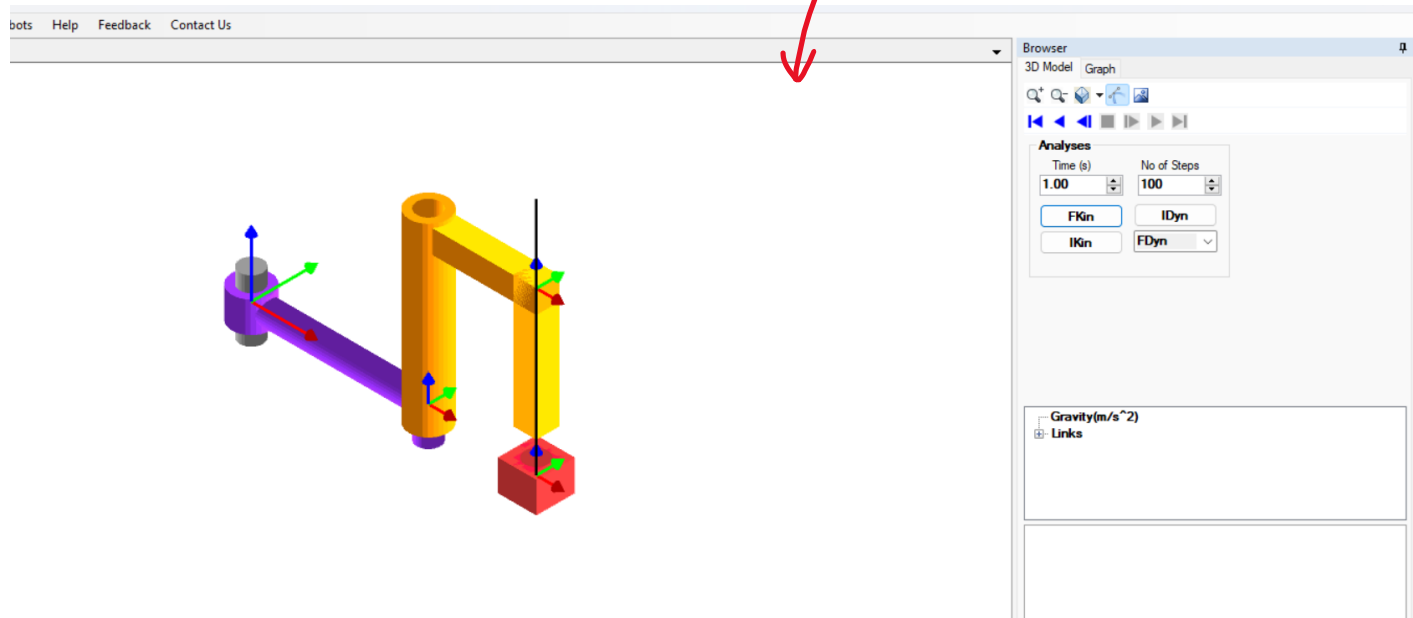 bots Help Feedback Contact Us
Browser
3D Model Graph
Analyses
Time (s) No of Steps
1.00 100
FKin IDyn
IKin FDyn
Gravity(m/s^2)
Links